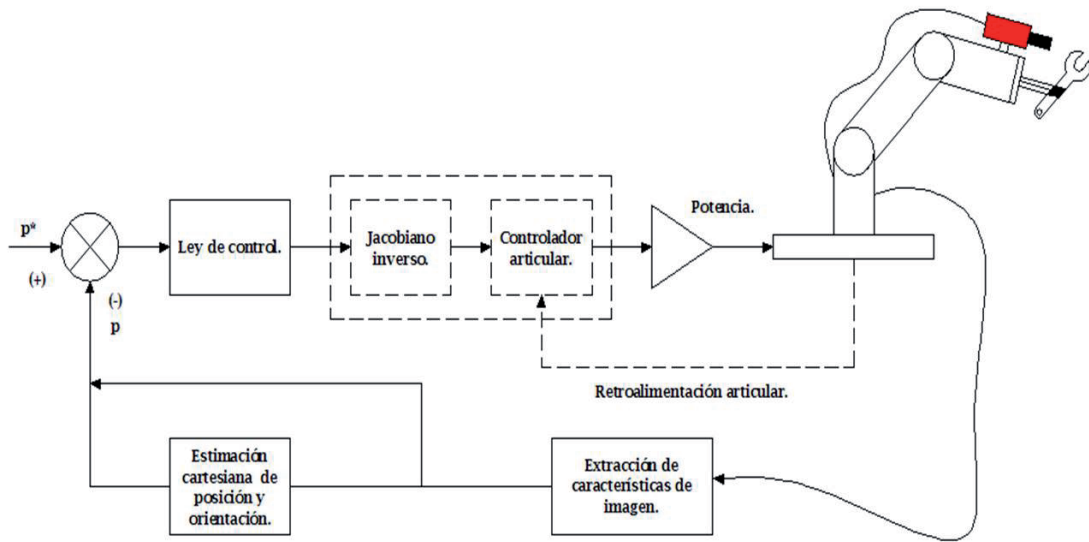 p*
(+)
(-)
p
Ley de control.
Jacobiano
inverso.
Controlador
articular.
Potencia.
Retroalimentación articular.
Estimación
cartesiana de
posición y
orientación.
Extracción de
características de
imagen.